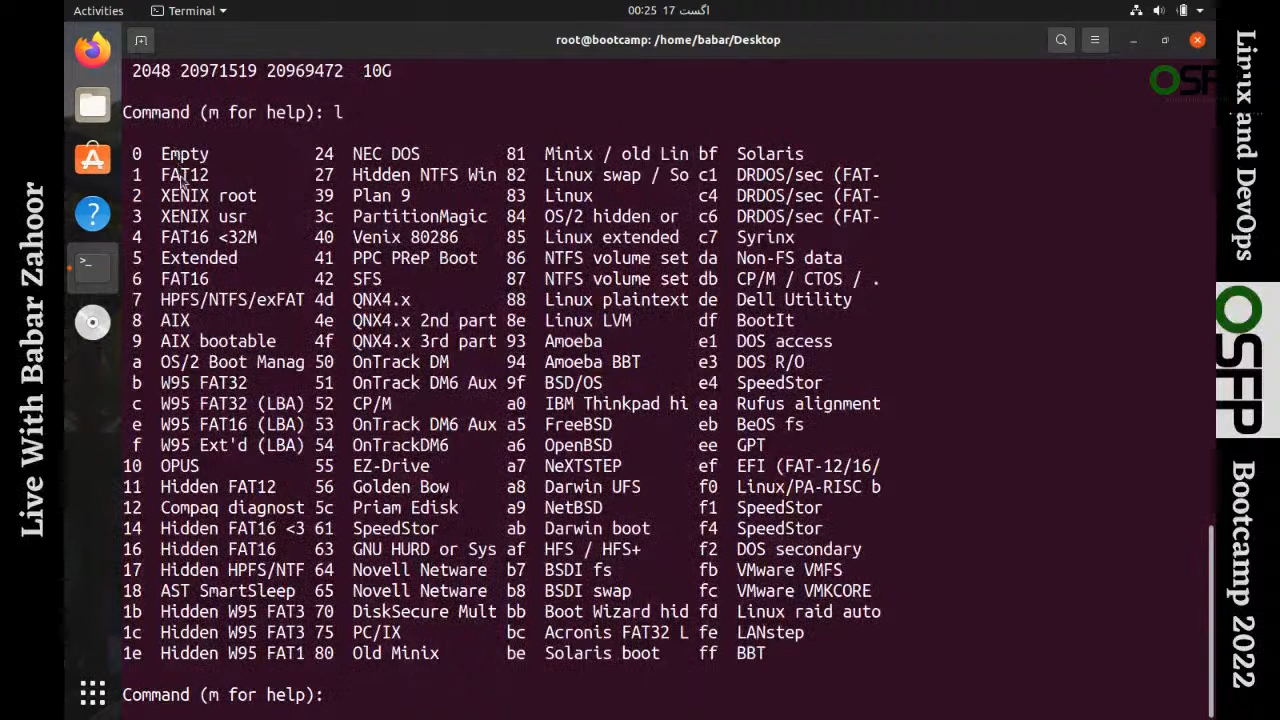 Activities
Terminal
00:25 17 اگست
root@bootcamp: /home/babar/Desktop
2048 20971519 20969472 10G
Command (m for help): l
0 Empty 24 NEC DOS 81 Minix / old Lin bf Solaris
1 FAT12 27 Hidden NTFS Win 82 Linux swap / So c1 DRDOS/sec (FAT-
2 XENIX root 39 Plan 9 83 Linux c4 DRDOS/sec (FAT-
3 XENIX usr 3c PartitionMagic 84 OS/2 hidden or c6 DRDOS/sec (FAT-
4 FAT16 <32M 40 Venix 80286 85 Linux extended c7 Syrinx
5 Extended 41 PPC PReP Boot 86 NTFS volume set da Non-FS data
6 FAT16 42 SFS 87 NTFS volume set db CP/M / CTOS / .
7 HPFS/NTFS/exFAT 4d QNX4.x 88 Linux plaintext de Dell Utility
8 AIX 4e QNX4.x 2nd part 8e Linux LVM df BootIt
9 AIX bootable 4f QNX4.x 3rd part 93 Amoeba e1 DOS access
a OS/2 Boot Manag 50 OnTrack DM 94 Amoeba BBT e3 DOS R/O
b W95 FAT32 51 OnTrack DM6 Aux 9f BSD/OS e4 SpeedStor
c W95 FAT32 (LBA) 52 CP/M a0 IBM Thinkpad hi ea Rufus alignment
e W95 FAT16 (LBA) 53 OnTrack DM6 Aux a5 FreeBSD eb BeOS fs
f W95 Ext'd (LBA) 54 OnTrackDM6 a6 OpenBSD ee GPT
10 OPUS 55 EZ-Drive a7 NeXTSTEP ef EFI (FAT-12/16/
11 Hidden FAT12 56 Golden Bow a8 Darwin UFS f0 Linux/PA-RISC b
12 Compaq diagnost 5c Priam Edisk a9 NetBSD f1 SpeedStor
14 Hidden FAT16 <3 61 SpeedStor ab Darwin boot f4 SpeedStor
16 Hidden FAT16 63 GNU HURD or Sys af HFS / HFS+ f2 DOS secondary
17 Hidden HPFS/NTF 64 Novell Netware b7 BSDI fs fb VMware VMFS
18 AST SmartSleep 65 Novell Netware b8 BSDI swap fc VMware VMKCORE
1b Hidden W95 FAT3 70 DiskSecure Mult bb Boot Wizard hid fd Linux raid auto
1c Hidden W95 FAT3 75 PC/IX bc Acronis FAT32 L fe LANstep
1e Hidden W95 FAT1 80 Old Minix be Solaris boot ff BBT
Command (m for help):
Live With Babar Zahoor
Linux and DevOps
OSFP
Bootcamp 2022